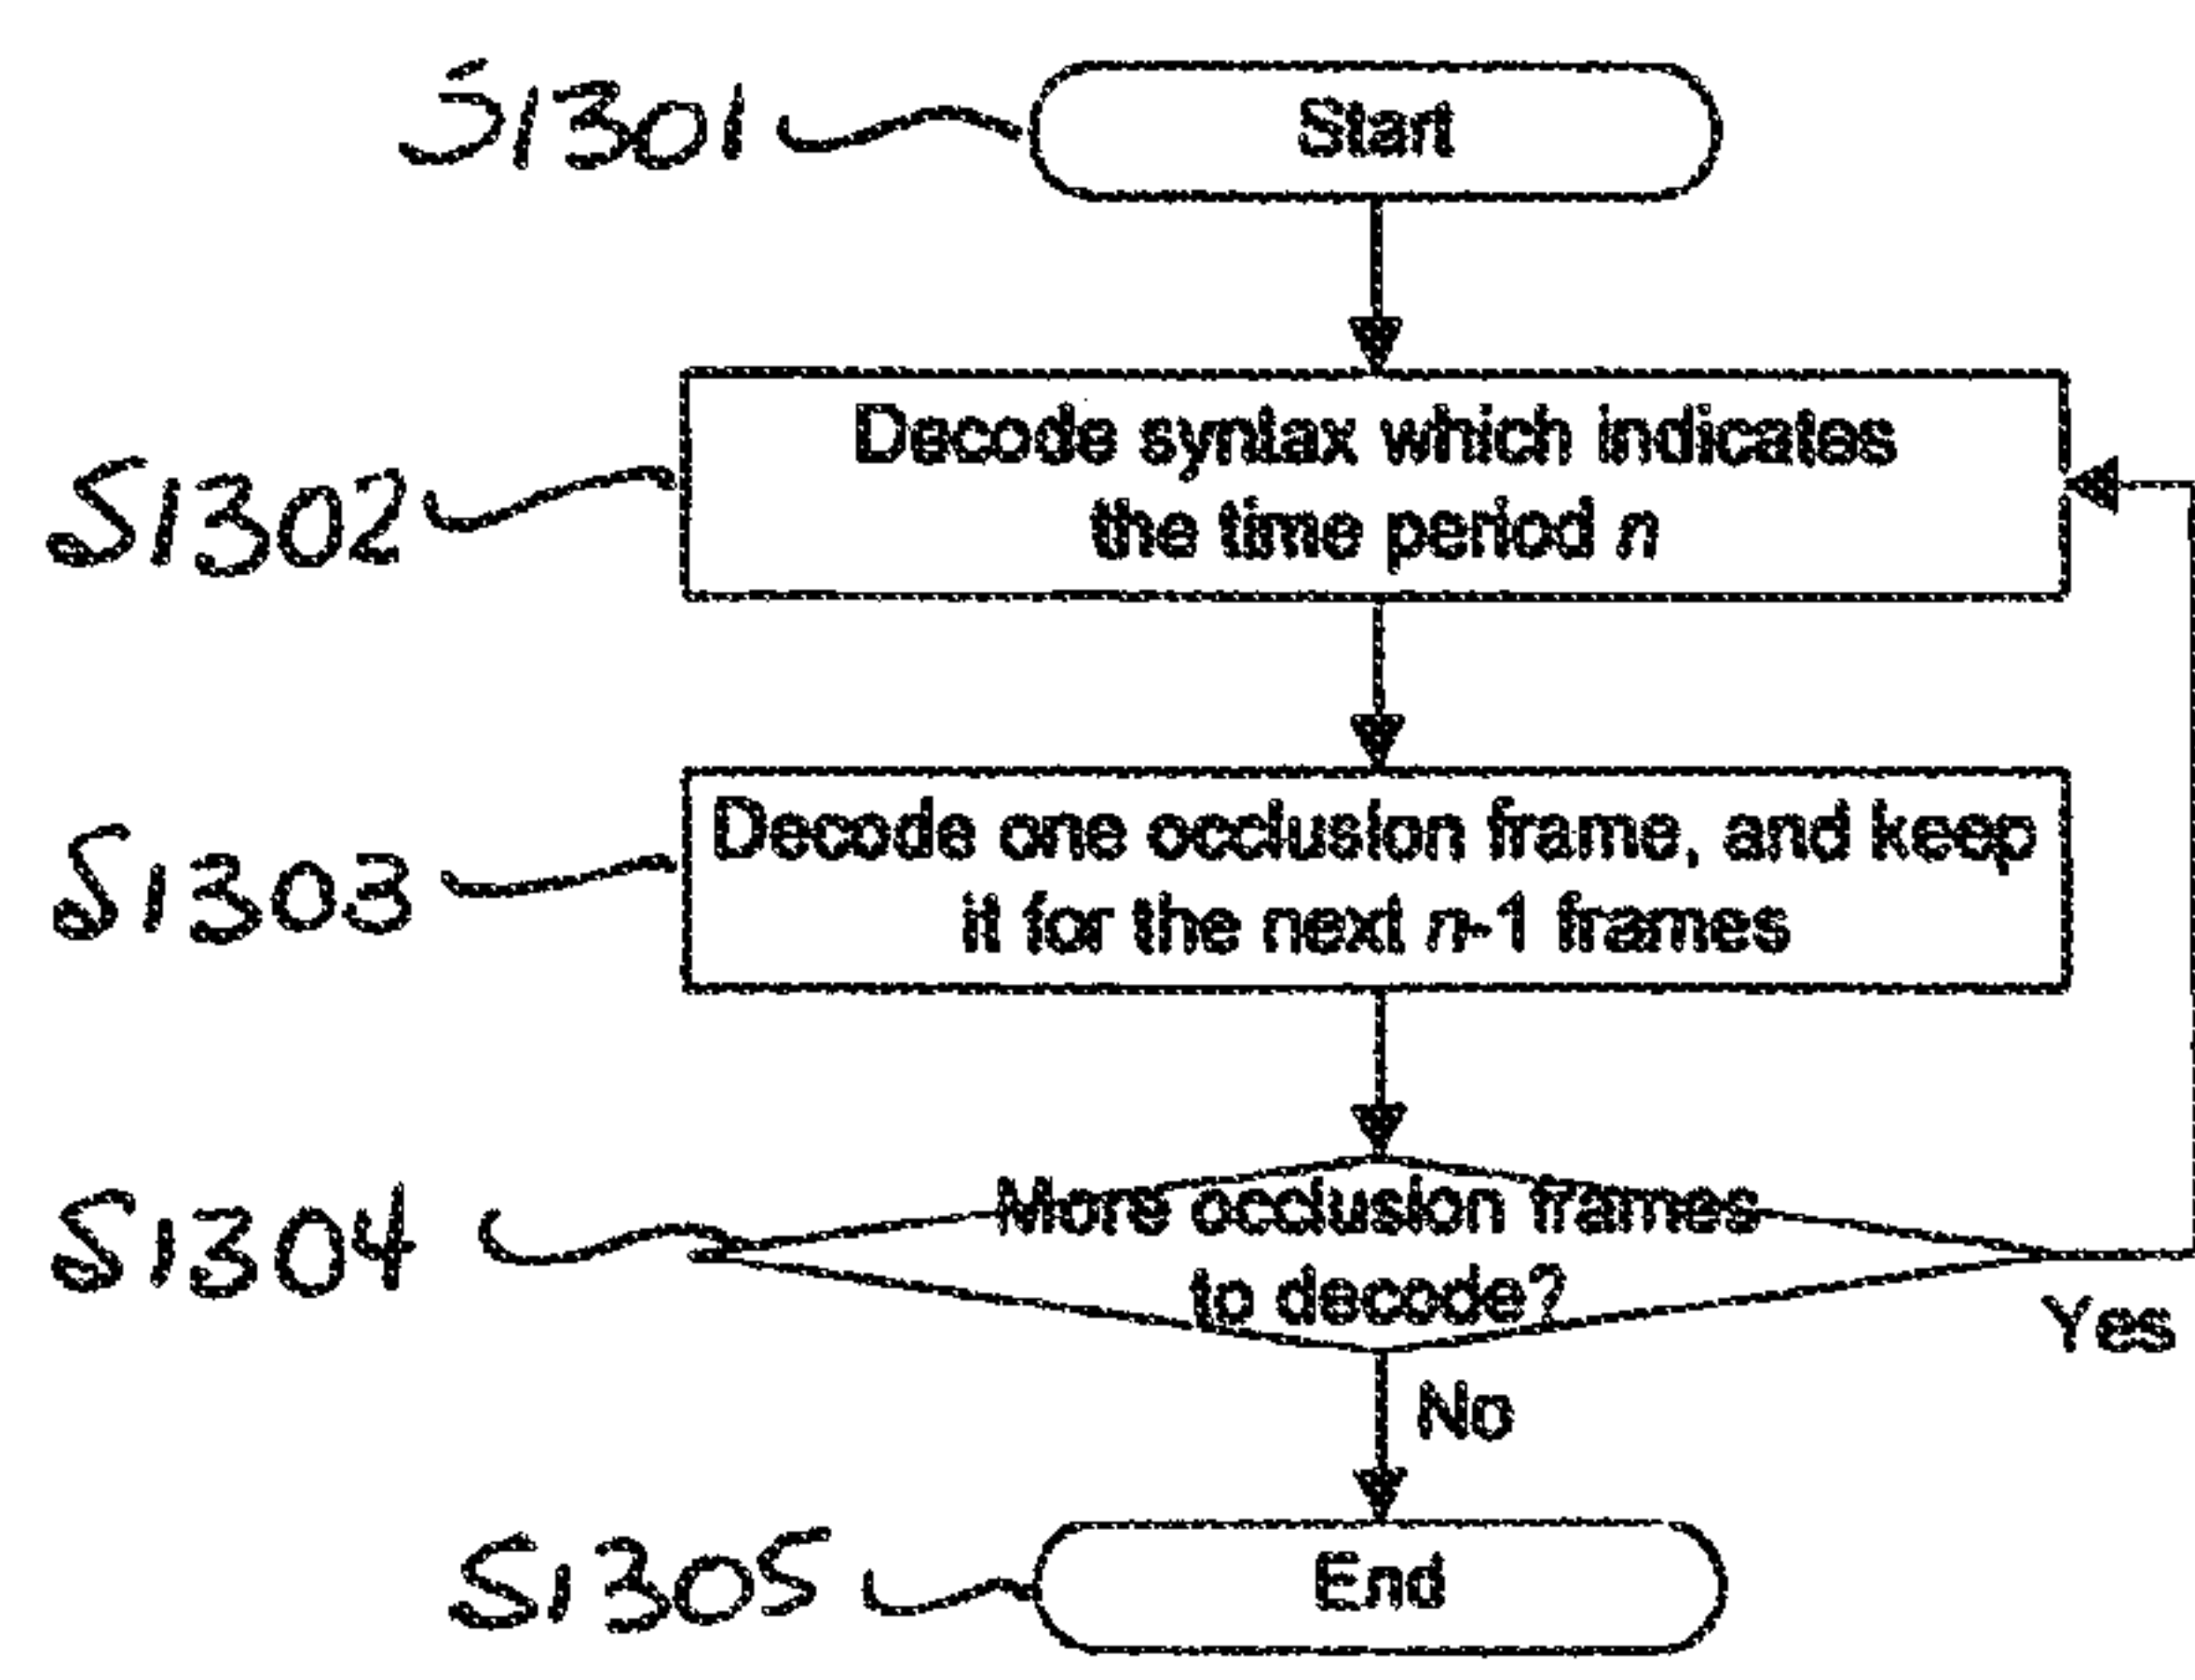 S1301
Start
S1302
Decode syntax which indicates
the time period n
S1303
Decode one occlusion frame, and keep
it for the next n-1 frames
S1304
More occlusion frames
to decode?
Yes
No
S1305
End